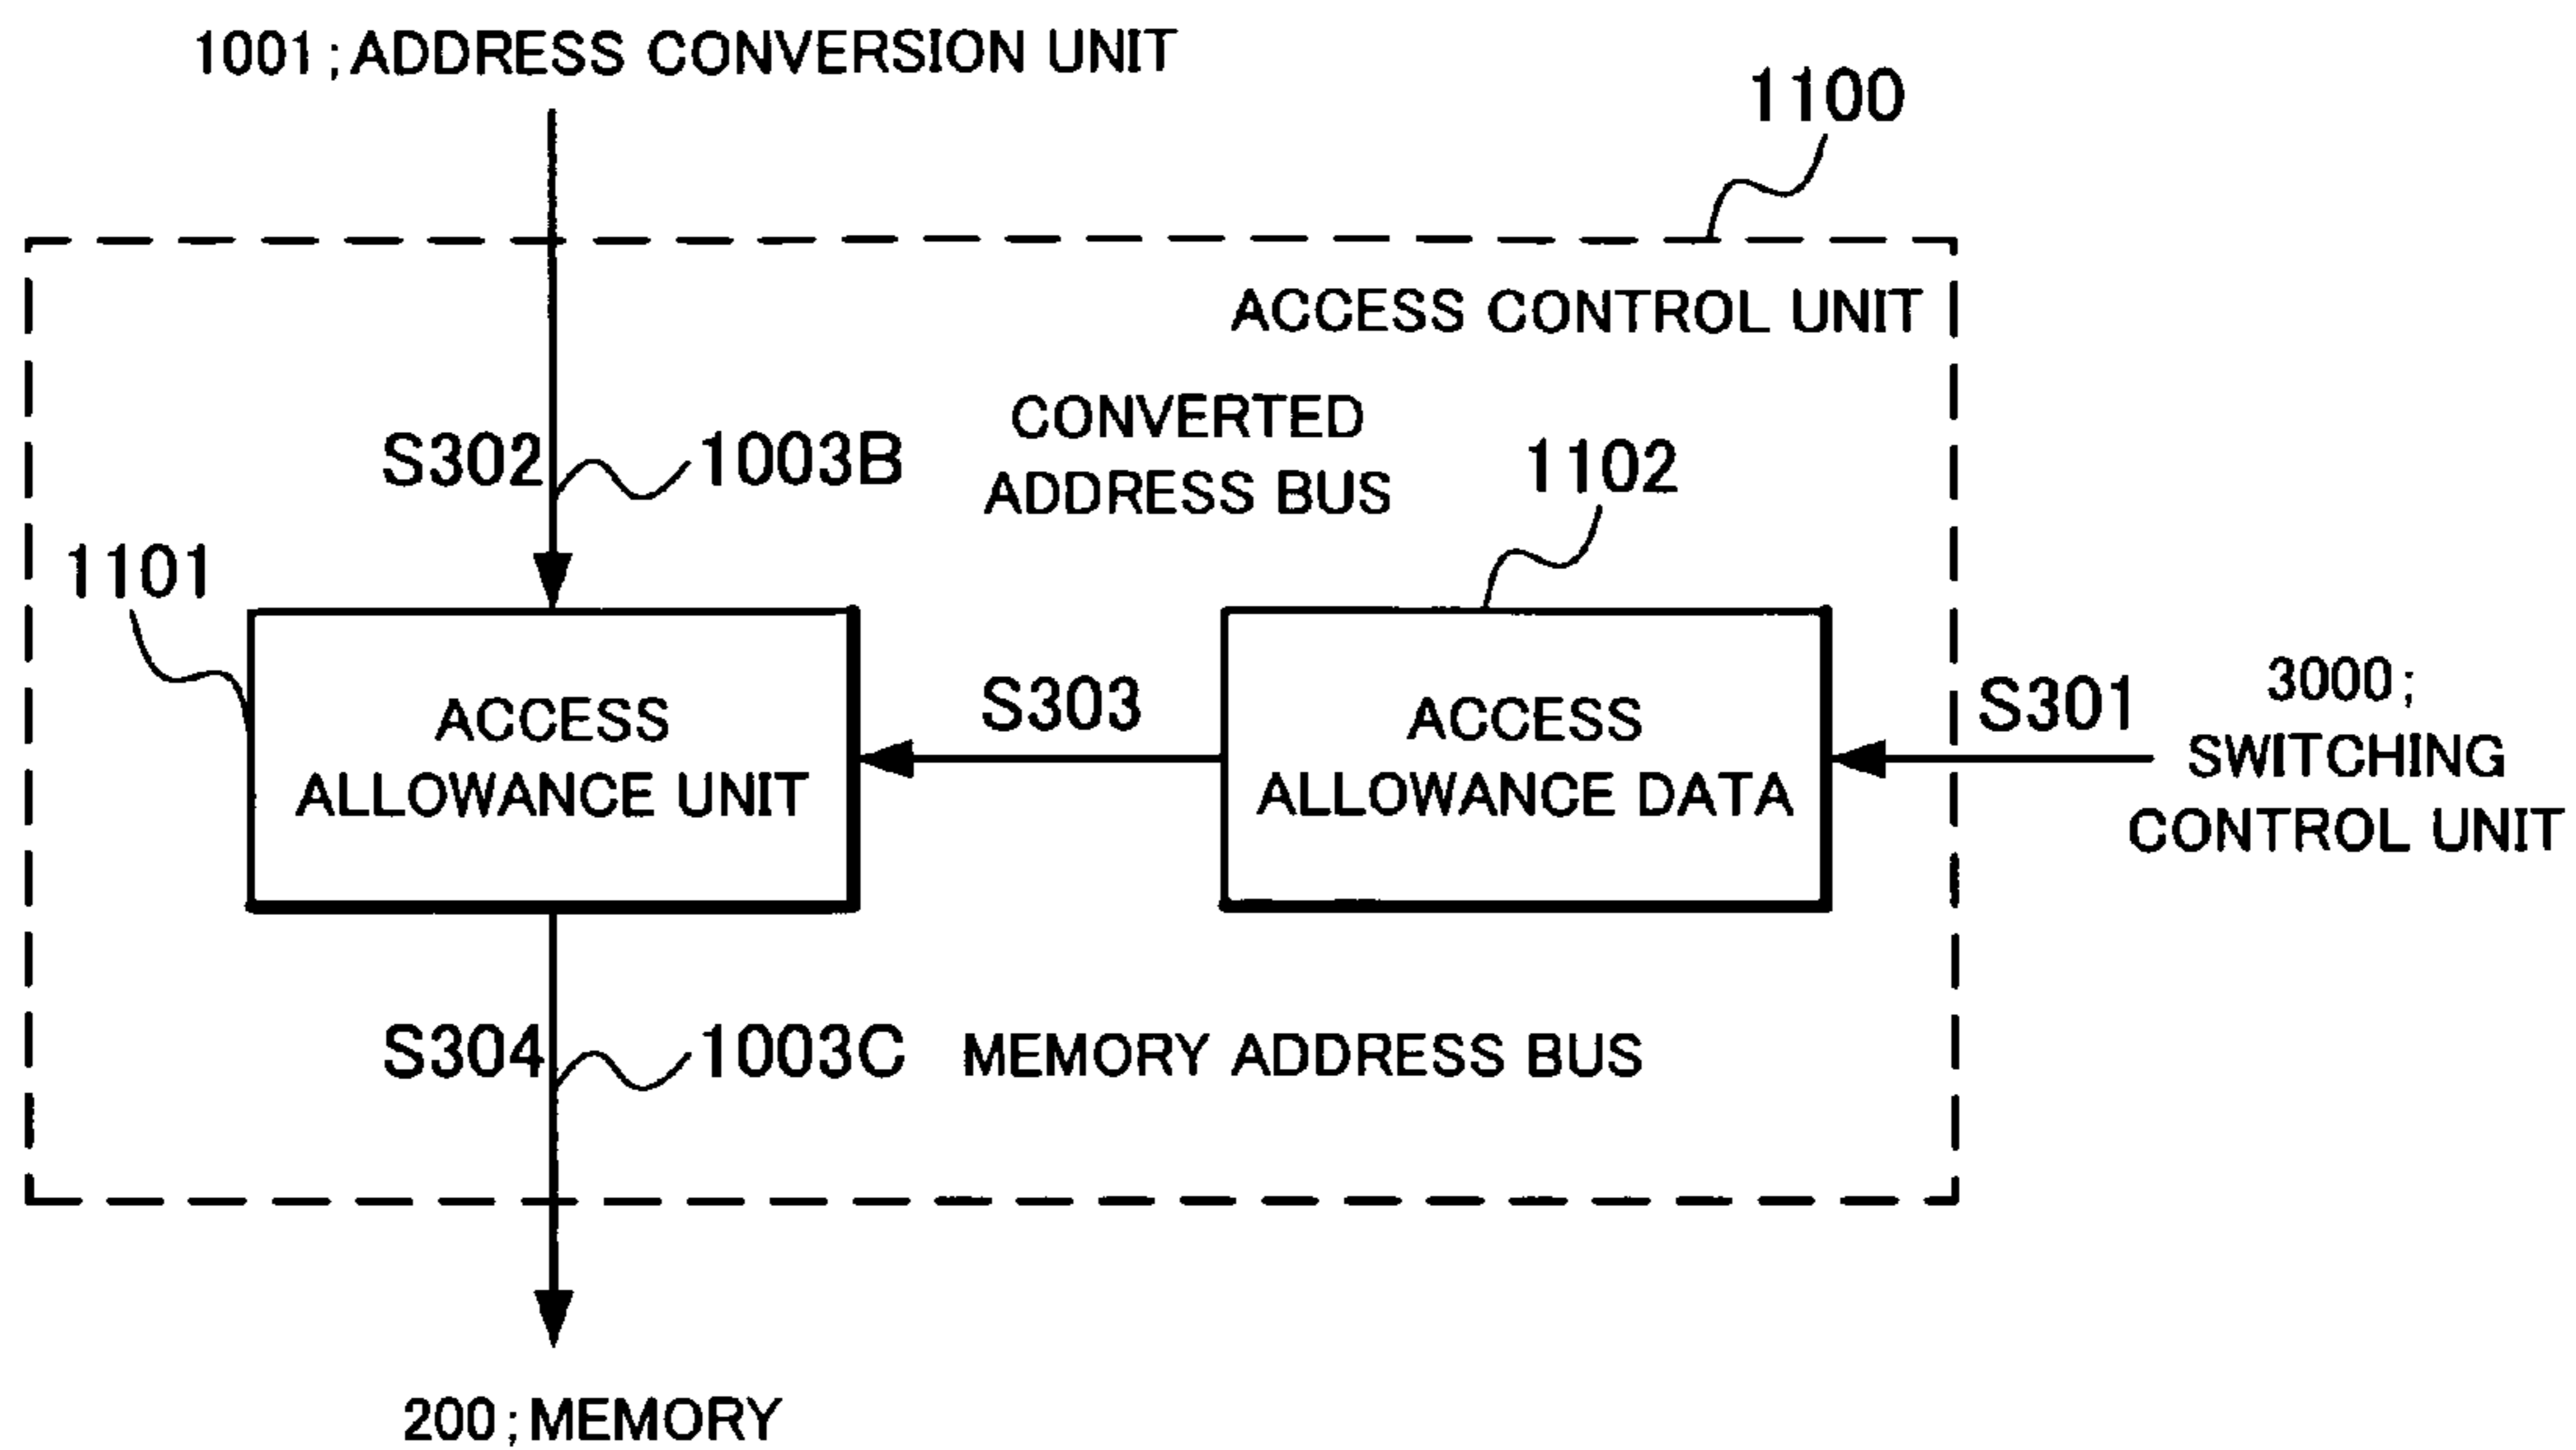 1001 ; ADDRESS CONVERSION UNIT
1100
ACCESS CONTROL UNIT
CONVERTED
ADDRESS BUS
S302
1003B
1102
1101
ACCESS
ALLOWANCE UNIT
S303
ACCESS
ALLOWANCE DATA
S301
3000 ;
SWITCHING
CONTROL UNIT
S304
1003C
MEMORY ADDRESS BUS
200 ; MEMORY